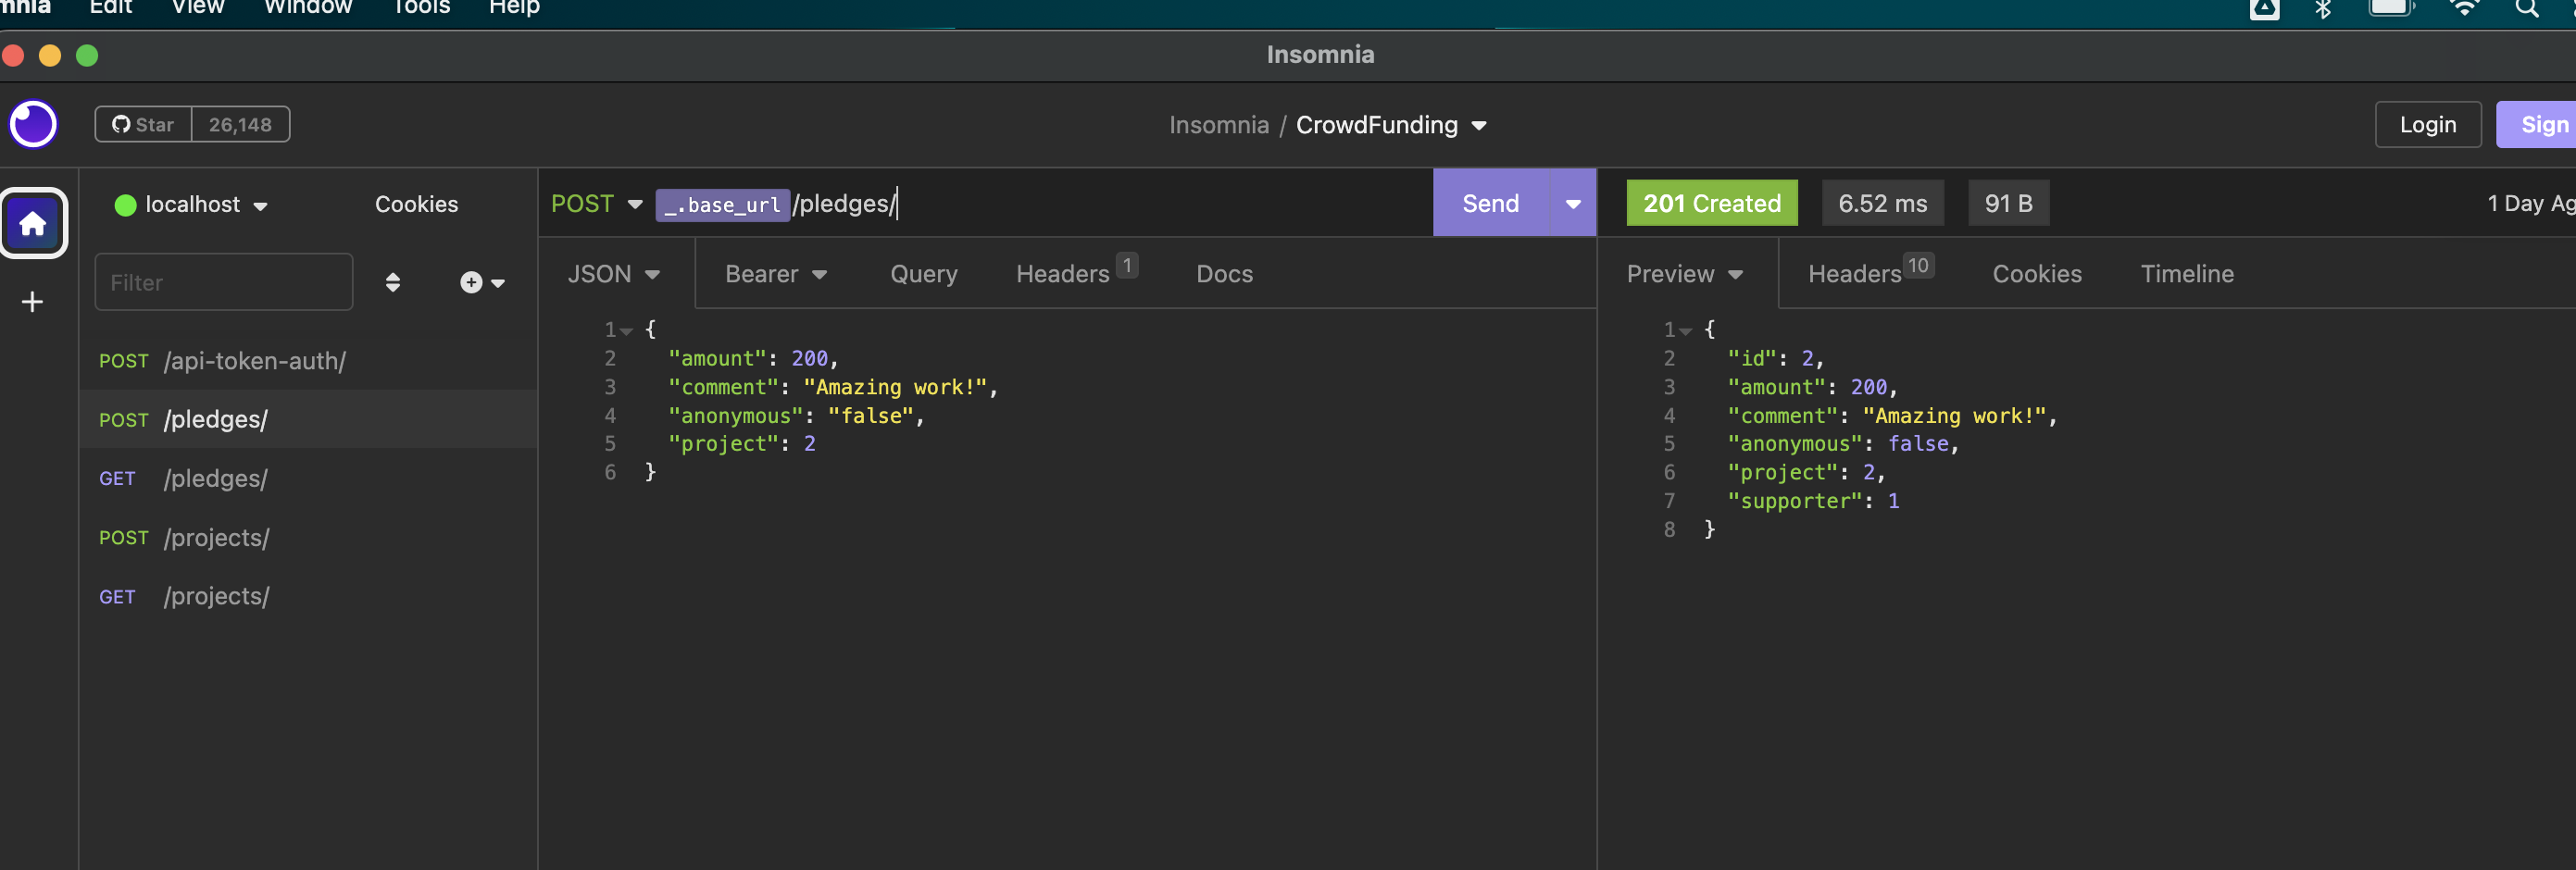 mnia Edit View Window Tools Help
Insomnia
Star 26,148
Insomnia / CrowdFunding
Login Sign
localhost Cookies
POST _.base_url /pledges/
Send
201 Created 6.52 ms 91 B 1 Day Ag
Filter
JSON Bearer Query Headers 1 Docs
Preview Headers 10 Cookies Timeline
POST /api-token-auth/
POST /pledges/
GET /pledges/
POST /projects/
GET /projects/
1 {
2 "amount": 200,
3 "comment": "Amazing work!",
4 "anonymous": "false",
5 "project": 2
6 }
1 {
2 "id": 2,
3 "amount": 200,
4 "comment": "Amazing work!",
5 "anonymous": false,
6 "project": 2,
7 "supporter": 1
8 }